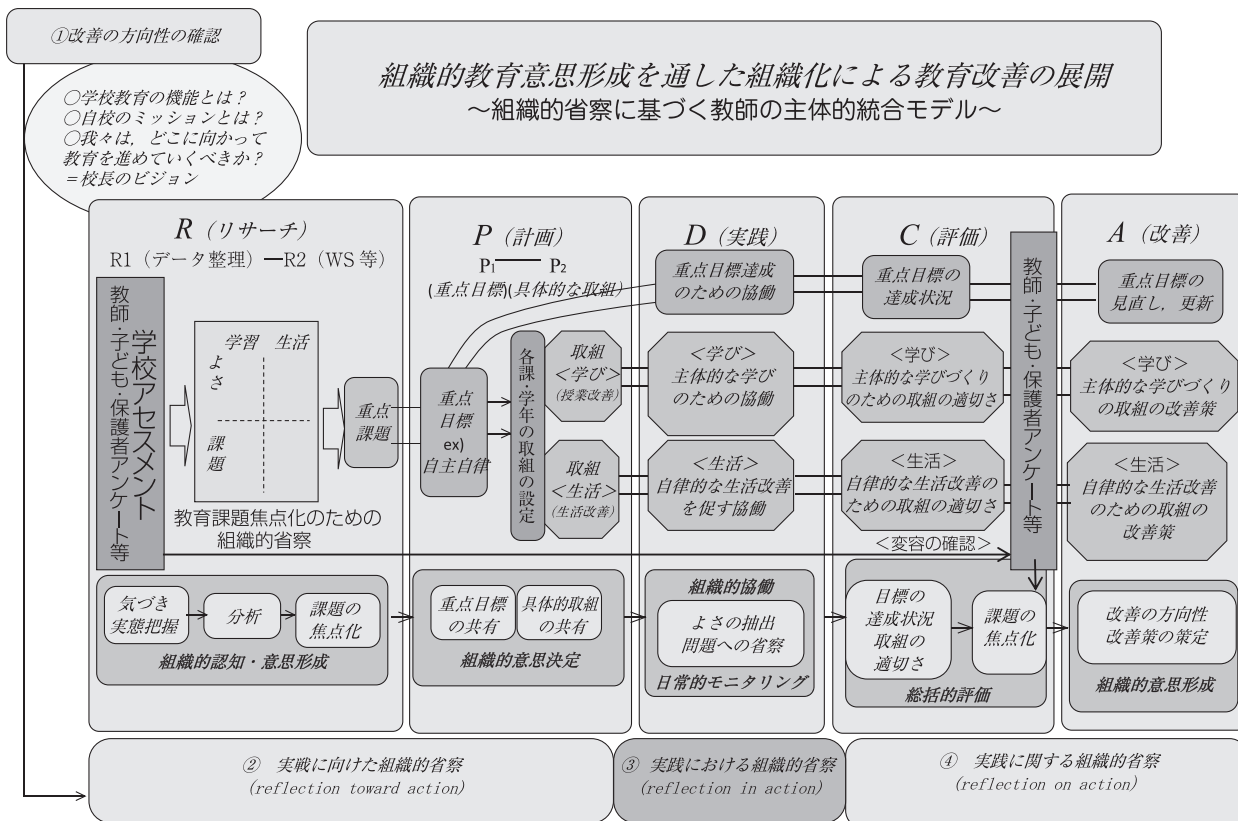 ①改善の方向性の確認
○学校教育の機能とは？
○自校のミッションとは？
○我々は，どこに向かって
教育を進めていくべきか？
＝校長のビジョン
組織的教育意思形成を通した組織化による教育改善の展開
～組織的省察に基づく教師の主体的統合モデル～
R（リサーチ）
R1（データ整理）―R2（WS等）
教師・子ども・保護者アンケート等
学校アセスメント
学習　生活
よさ
課題
教育課題焦点化のための
組織的省察
重点
課題
気づき
実態把握
分析
課題の
焦点化
組織的認知・意思形成
P（計画）
P₁―P₂
(重点目標)(具体的な取組)
重点
目標
ex)
自主自律
各課・学年の取組の設定
取組
<学び>
(授業改善)
取組
<生活>
(生活改善)
重点目標
の共有
具体的取組
の共有
組織的意思決定
D（実践）
重点目標達成
のための協働
<学び>
主体的な学び
のための協働
<生活>
自律的な生活改善
を促す協働
組織的協働
よさの抽出
問題への省察
日常的モニタリング
C（評価）
重点目標の
達成状況
<学び>
主体的な学びづくり
のための取組の適切さ
<生活>
自律的な生活改善の
ための取組の適切さ
<変容の確認>
教師・子ども・保護者アンケート等
目標の
達成状況
取組の
適切さ
課題の
焦点化
総括的評価
A（改善）
重点目標の
見直し，更新
<学び>
主体的な学びづくり
の取組の改善策
<生活>
自律的な生活改善
のための取組の
改善策
改善の方向性
改善策の策定
組織的意思形成
②　実戦に向けた組織的省察
(reflection toward action)
③　実践における組織的省察
(reflection in action)
④　実践に関する組織的省察
(reflection on action)